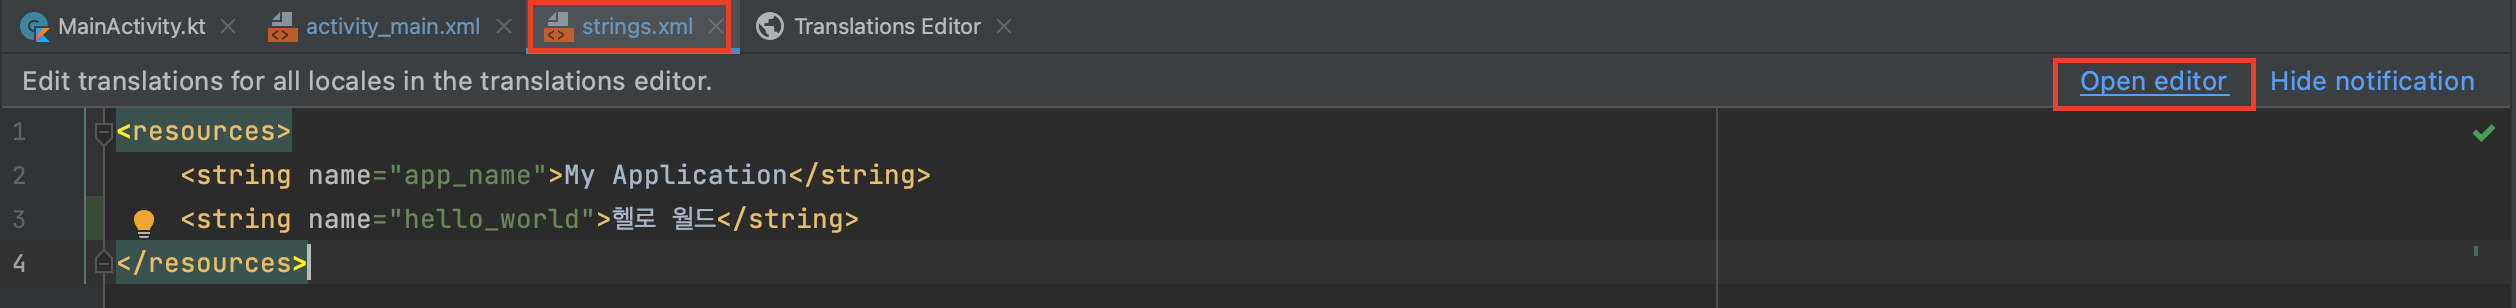 MainActivity.kt activity_main.xml strings.xml Translations Editor
Edit translations for all locales in the translations editor. Open editor Hide notification
1 <resources>
2 <string name="app_name">My Application</string>
3 <string name="hello_world">헬로 월드</string>
4 </resources>